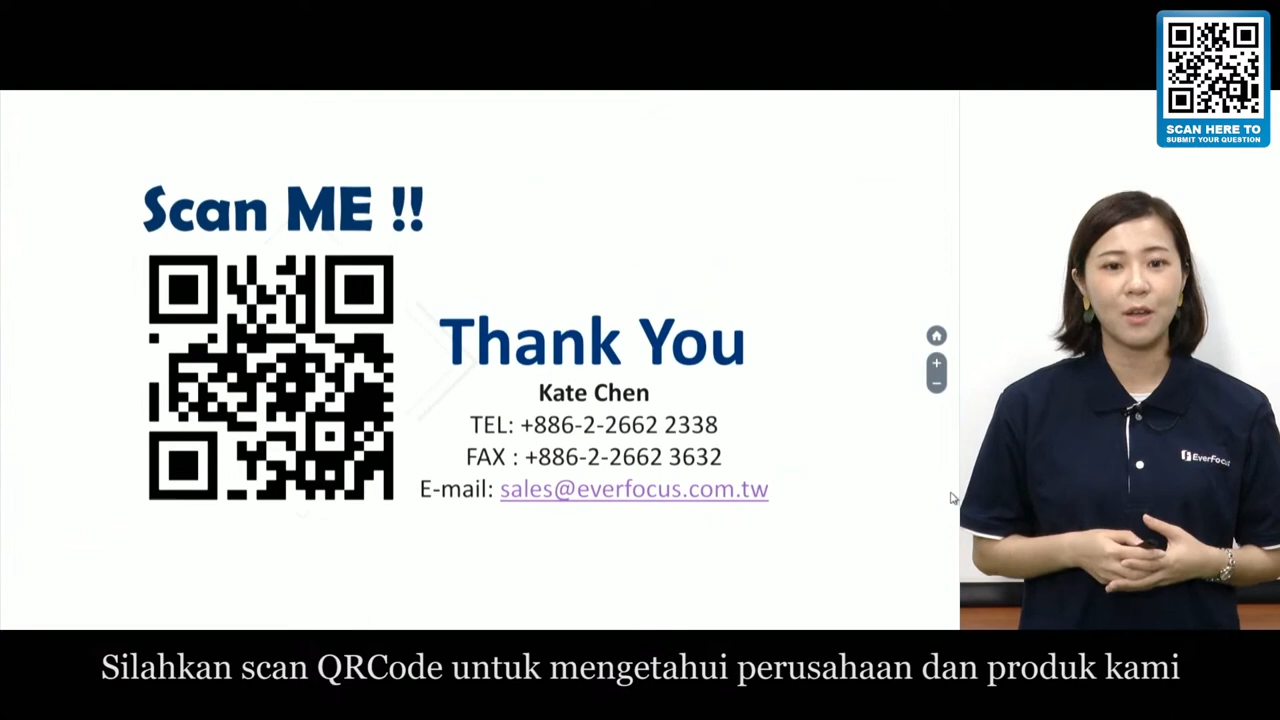 SCAN HERE TO
SUBMIT YOUR QUESTION
Scan ME !!
Thank You
Kate Chen
TEL: +886-2-2662 2338
FAX : +886-2-2662 3632
E-mail: sales@everfocus.com.tw
EverFocus
Silahkan scan QRCode untuk mengetahui perusahaan dan produk kami